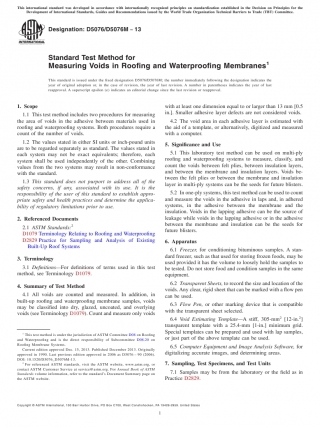 This international standard was developed in accordance with internationally recognized principles on standardization established in the Decision on Principles for the
Development of International Standards, Guides and Recommendations issued by the World Trade Organization Technical Barriers to Trade (TBT) Committee.
Designation: D5076/D5076M − 13
Standard Test Method for
Measuring Voids in Roofing and Waterproofing Membranes1
This standard is issued under the fixed designation D5076/D5076M; the number immediately following the designation indicates the
year of original adoption or, in the case of revision, the year of last revision. A number in parentheses indicates the year of last
reapproval. A superscript epsilon (ε) indicates an editorial change since the last revision or reapproval.
1. Scope
1.1 This test method includes two procedures for measuring
the area of voids in the adhesive between materials used in
roofing and waterproofing systems. Both procedures require a
count of the number of voids.
1.2 The values stated in either SI units or inch-pound units
are to be regarded separately as standard. The values stated in
each system may not be exact equivalents; therefore, each
system shall be used independently of the other. Combining
values from the two systems may result in non-conformance
with the standard.
1.3 This standard does not purport to address all of the
safety concerns, if any, associated with its use. It is the
responsibility of the user of this standard to establish appro-
priate safety and health practices and determine the applica-
bility of regulatory limitations prior to use.
2. Referenced Documents
2.1 ASTM Standards:2
D1079 Terminology Relating to Roofing and Waterproofing
D2829 Practice for Sampling and Analysis of Existing
Built-Up Roof Systems
3. Terminology
3.1 Definitions—For definitions of terms used in this test
method, see Terminology D1079.
4. Summary of Test Method
4.1 All voids are counted and measured. In addition, in
built-up roofing and waterproofing membrane samples, voids
may be classified into dry, glazed, uncoated, and overlying
voids (see Terminology D1079). Count and measure only voids
1 This test method is under the jurisdiction of ASTM Committee D08 on Roofing
and Waterproofing and is the direct responsibility of Subcommittee D08.20 on
Roofing Membrane Systems.
Current edition approved Dec. 15, 2013. Published December 2013. Originally
approved in 1990. Last previous edition approved in 2006 as D5076 – 90 (2006).
DOI: 10.1520/D5076_D5076M-13.
2 For referenced ASTM standards, visit the ASTM website, www.astm.org, or
contact ASTM Customer Service at service@astm.org. For Annual Book of ASTM
Standards volume information, refer to the standard's Document Summary page on
the ASTM website.
with at least one dimension equal to or larger than 13 mm [0.5
in.]. Smaller adhesive layer defects are not considered voids.
4.2 The void area in each adhesive layer is estimated with
the aid of a template, or alternatively, digitized and measured
with a computer.
5. Significance and Use
5.1 This laboratory test method can be used on multi-ply
roofing and waterproofing systems to measure, classify, and
count the voids between felt plies, between insulation layers,
and between the membrane and insulation layers. Voids be-
tween the felt plies or between the membrane and insulation
layer in multi-ply systems can be the seeds for future blisters.
5.2 In one-ply systems, this test method can be used to count
and measure the voids in the adhesive in laps and, in adhered
systems, in the adhesive between the membrane and the
insulation. Voids in the lapping adhesive can be the source of
leakage while voids in the lapping adhesive or in the adhesive
between the membrane and insulation can be the seeds for
future blisters.
6. Apparatus
6.1 Freezer, for conditioning bituminous samples. A stan-
dard freezer, such as that used for storing frozen foods, may be
used provided it has the volume to loosely hold the samples to
be tested. Do not store food and condition samples in the same
equipment.
6.2 Transparent Sheets, to record the size and location of the
voids. Any clear, rigid sheet that can be marked with a flow pen
can be used.
6.3 Flow Pen, or other marking device that is compatible
with the transparent sheet selected.
6.4 Void Estimating Template—A stiff, 305-mm2 [12-in.2]
transparent template with a 25.4-mm [1-in.] minimum grid.
Special templates can be prepared and used with lap samples,
or just part of the above template can be used.
6.5 Computer Equipment and Image Analysis Software, for
digitalizing accurate images, and determining areas.
7. Sampling, Test Specimens, and Test Units
7.1 Samples may be from the laboratory or the field as in
Practice D2829.
Copyright © ASTM International, 100 Barr Harbor Drive, PO Box C700, West Conshohocken, PA 19428-2959. United States
1